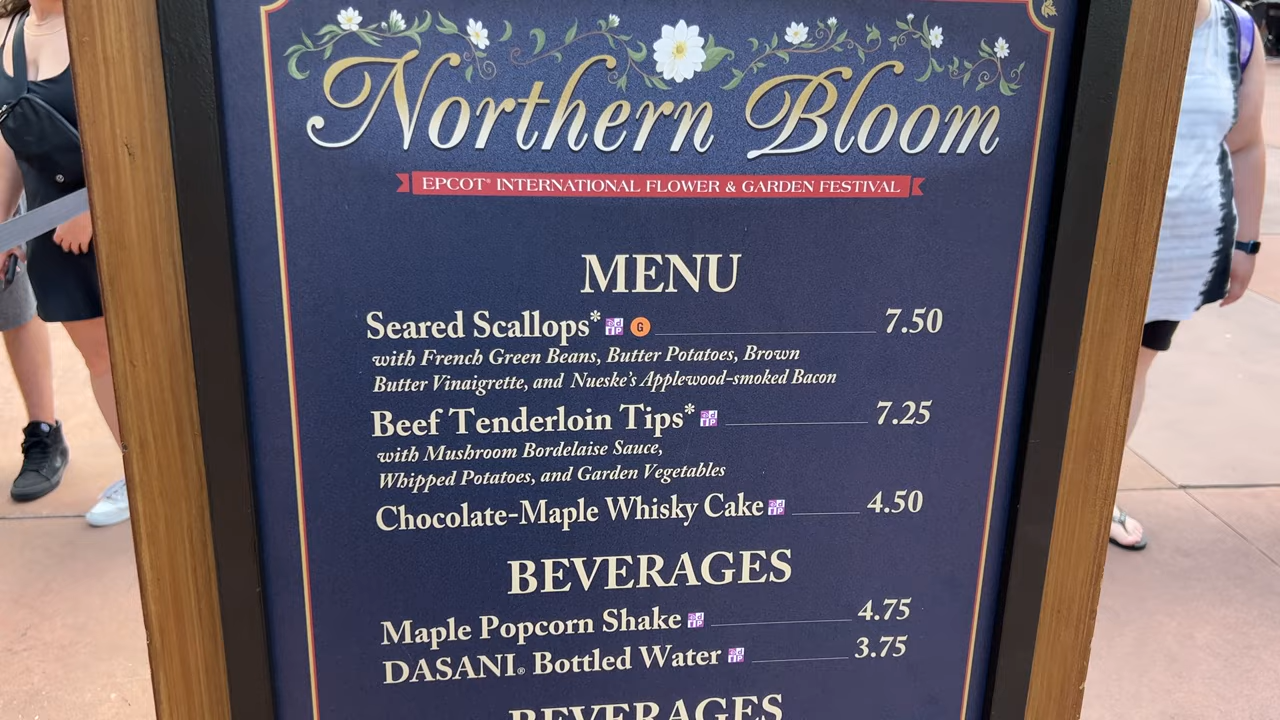 Northern Bloom
EPCOT® INTERNATIONAL FLOWER & GARDEN FESTIVAL
MENU
Seared Scallops* G 7.50
with French Green Beans, Butter Potatoes, Brown
Butter Vinaigrette, and Nueske's Applewood-smoked Bacon
Beef Tenderloin Tips* 7.25
with Mushroom Bordelaise Sauce,
Whipped Potatoes, and Garden Vegetables
Chocolate-Maple Whisky Cake 4.50
BEVERAGES
Maple Popcorn Shake 4.75
DASANI® Bottled Water 3.75
BEVERAGES